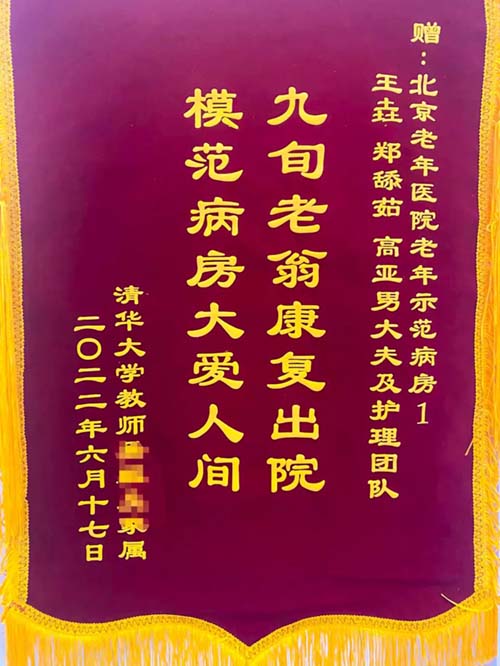 赠：北京老年医院老年示范病房1
王垚 郑舔茹 高亚男大夫及护理团队
九旬老翁康复出院
模范病房大爱人间
清华大学教师 家属
二〇二二年六月十七日